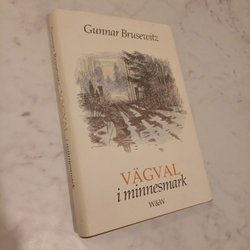 Gunnar Brusewitz
VÄGVAL
i minnesmark
W&W